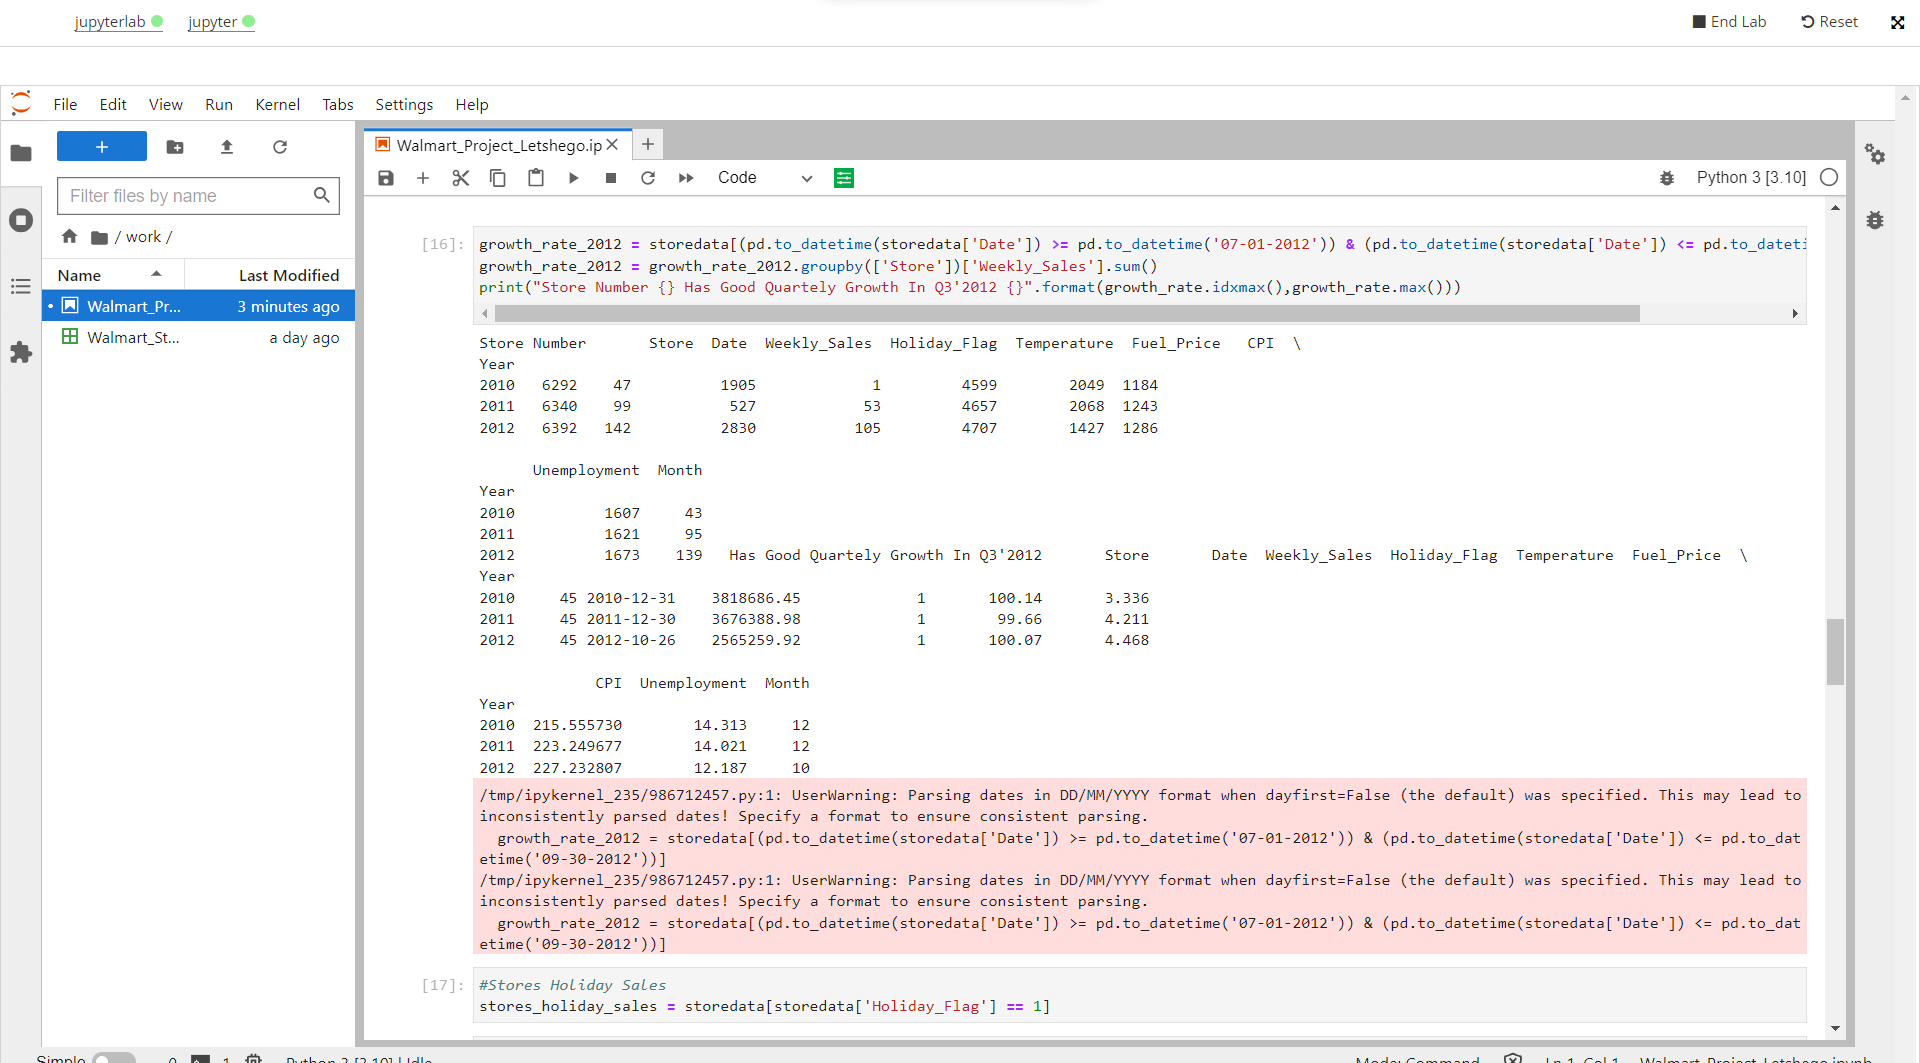 jupyterlab jupyter End Lab Reset
File Edit View Run Kernel Tabs Settings Help
+
Walmart_Project_Letshego.ip × +
Code Python 3 [3.10]
Filter files by name
/ work /
Name Last Modified
Walmart_Pr... 3 minutes ago
Walmart_St... a day ago
[16]: growth_rate_2012 = storedata[(pd.to_datetime(storedata['Date']) >= pd.to_datetime('07-01-2012')) & (pd.to_datetime(storedata['Date']) <= pd.to_dateti
growth_rate_2012 = growth_rate_2012.groupby(['Store'])['Weekly_Sales'].sum()
print("Store Number {} Has Good Quartely Growth In Q3'2012 {}".format(growth_rate.idxmax(),growth_rate.max()))
Store Number       Store  Date  Weekly_Sales  Holiday_Flag  Temperature  Fuel_Price   CPI  \
Year
2010   6292    47          1905             1         4599        2049  1184
2011   6340    99           527            53         4657        2068  1243
2012   6392   142          2830           105         4707        1427  1286
Unemployment  Month
Year
2010          1607     43
2011          1621     95
2012          1673    139   Has Good Quartely Growth In Q3'2012       Store       Date  Weekly_Sales  Holiday_Flag  Temperature  Fuel_Price  \
Year
2010     45 2010-12-31    3818686.45             1       100.14       3.336
2011     45 2011-12-30    3676388.98             1        99.66       4.211
2012     45 2012-10-26    2565259.92             1       100.07       4.468
CPI  Unemployment  Month
Year
2010  215.555730        14.313     12
2011  223.249677        14.021     12
2012  227.232807        12.187     10
/tmp/ipykernel_235/986712457.py:1: UserWarning: Parsing dates in DD/MM/YYYY format when dayfirst=False (the default) was specified. This may lead to
inconsistently parsed dates! Specify a format to ensure consistent parsing.
growth_rate_2012 = storedata[(pd.to_datetime(storedata['Date']) >= pd.to_datetime('07-01-2012')) & (pd.to_datetime(storedata['Date']) <= pd.to_dat
etime('09-30-2012'))]
/tmp/ipykernel_235/986712457.py:1: UserWarning: Parsing dates in DD/MM/YYYY format when dayfirst=False (the default) was specified. This may lead to
inconsistently parsed dates! Specify a format to ensure consistent parsing.
growth_rate_2012 = storedata[(pd.to_datetime(storedata['Date']) >= pd.to_datetime('07-01-2012')) & (pd.to_datetime(storedata['Date']) <= pd.to_dat
etime('09-30-2012'))]
[17]: #Stores Holiday Sales
stores_holiday_sales = storedata[storedata['Holiday_Flag'] == 1]
Simple 0 1 Python 3 [3.10] | Idle Mode: Command Ln 1, Col 1 Walmart_Project_Letshego.ipynb